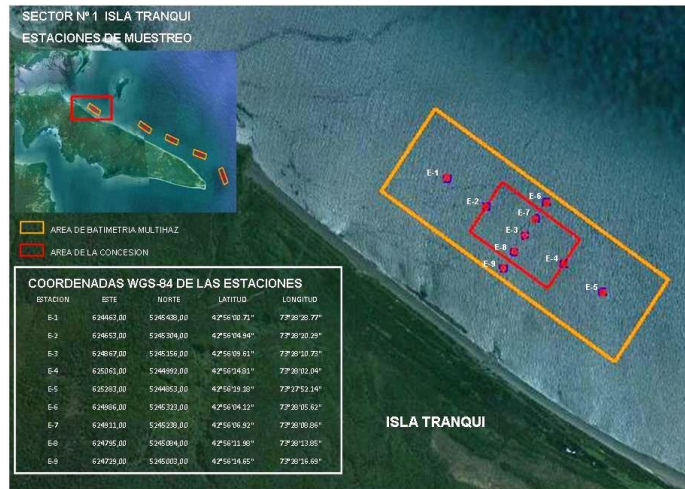 SECTOR Nº 1 ISLA TRANQUI
ESTACIONES DE MUESTREO
AREA DE BATIMETRIA MULTIHAZ
AREA DE LA CONCESION
E-1
E-2
E-6
E-7
E-3
E-8
E-9
E-4
E-5
ISLA TRANQUI
COORDENADAS WGS-84 DE LAS ESTACIONES
ESTACION ESTE NORTE LATITUD LONGITUD
E-1 624463,00 5245438,00 42°56'00.71" 73°28'28.77"
E-2 624653,00 5245304,00 42°56'04.94" 73°28'20.29"
E-3 624867,00 5245156,00 42°56'09.61" 73°28'10.73"
E-4 625061,00 5244992,00 42°56'14.81" 73°28'02.04"
E-5 625283,00 5244853,00 42°56'19.18" 73°27'52.14"
E-6 624986,00 5245323,00 42°56'04.12" 73°28'05.62"
E-7 624911,00 5245238,00 42°56'06.92" 73°28'08.86"
E-8 624795,00 5245084,00 42°56'11.98" 73°28'13.85"
E-9 624729,00 5245003,00 42°56'14.65" 73°28'16.69"